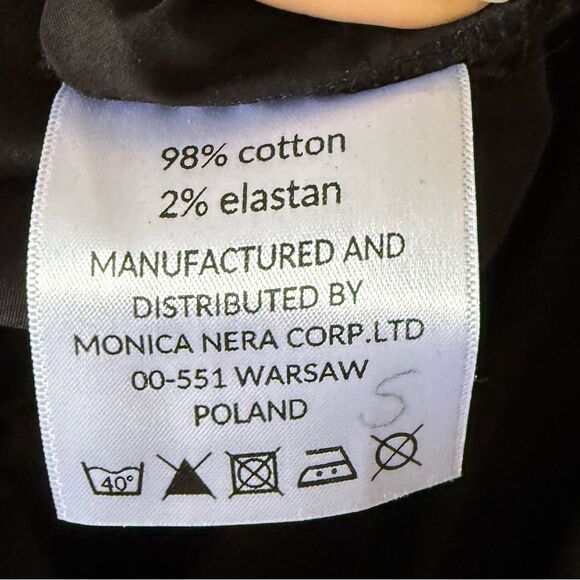 98% cotton
2% elastan
MANUFACTURED AND
DISTRIBUTED BY
MONICA NERA CORP.LTD
00-551 WARSAW
POLAND
S
40°